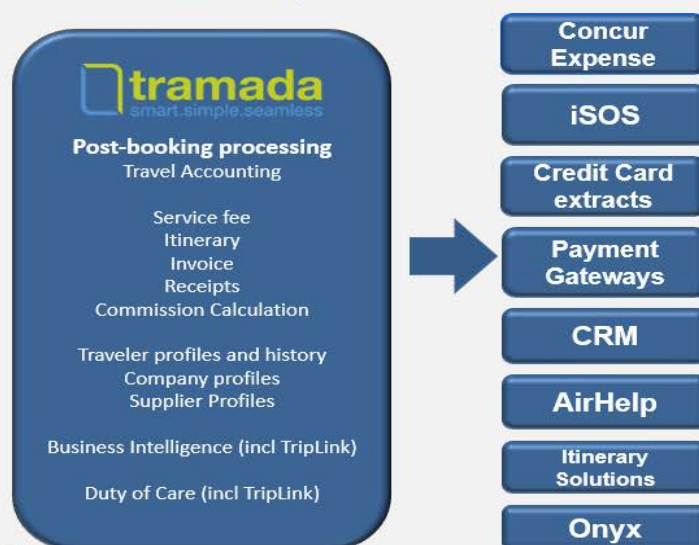 tramada
smart.simple.seamless
Post-booking processing
Travel Accounting
Service fee
Itinerary
Invoice
Receipts
Commission Calculation
Traveler profiles and history
Company profiles
Supplier Profiles
Business Intelligence (incl TripLink)
Duty of Care (incl TripLink)
Concur
Expense
iSOS
Credit Card
extracts
Payment
Gateways
CRM
AirHelp
Itinerary
Solutions
Onyx